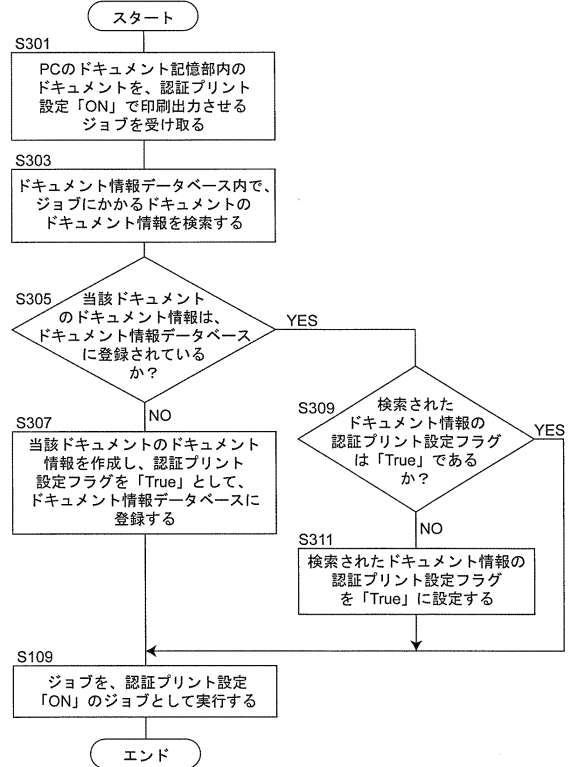 スタート
S301
PCのドキュメント記憶部内の
ドキュメントを、認証プリント
設定「ON」で印刷出力させる
ジョブを受け取る
S303
ドキュメント情報データベース内で、
ジョブにかかるドキュメントの
ドキュメント情報を検索する
S305
当該ドキュメント
のドキュメント情報は、
ドキュメント情報データベース
に登録されている
か？
YES
NO
S307
当該ドキュメントのドキュメント
情報を作成し、認証プリント
設定フラグを「True」として、
ドキュメント情報データベースに
登録する
S309
検索された
ドキュメント情報の
認証プリント設定フラグ
は「True」である
か？
YES
NO
S311
検索されたドキュメント情報の
認証プリント設定フラグ
を「True」に設定する
S109
ジョブを、認証プリント設定
「ON」のジョブとして実行する
エンド